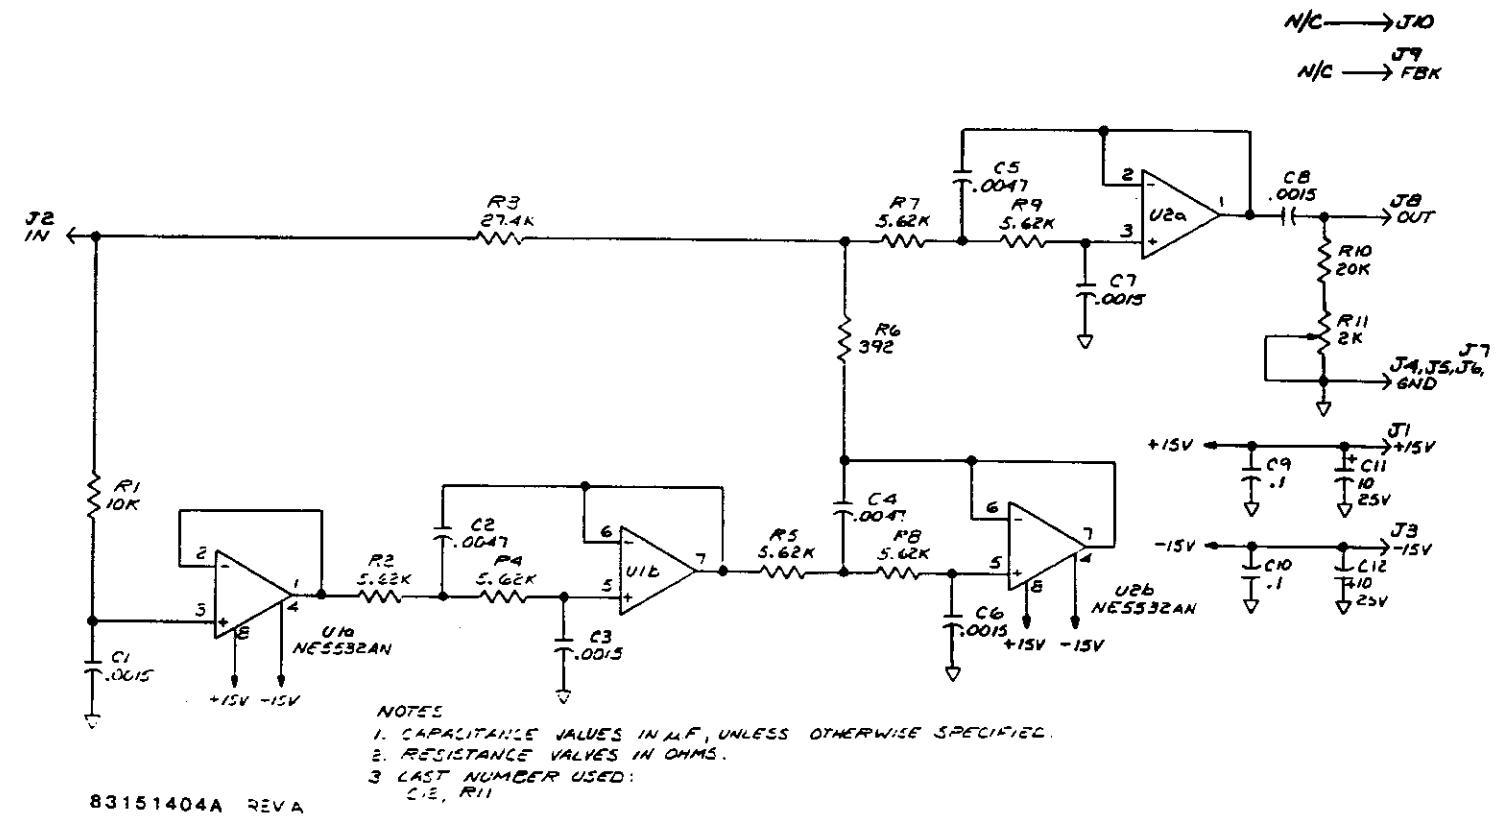 N/C J10
J9
N/C FBK
C5
.0047
C8
.0015
2
-
U2a
1
J8
OUT
R3
27.4K
R7
5.62K
R9
5.62K
3
+
J2
IN
R10
20K
C7
.0015
R11
2K
R6
392
J7
J4, J5, J6,
GND
J1
+15V +15V
C9
.1
+ C11
10
25V
J3
-15V -15V
C10
.1
C12
+10
25V
R1
10K
C4
.0047
6
-
7
C2
.0047
6
-
7
R5
5.62K
R8
5.62K
5
+
8
4
U2b
NE5532AN
2
-
1
R2
5.62K
R4
5.62K
5
+
U1b
3
+
8
4
U1a
NE5532AN
C6
.0015
+15V -15V
C1
.0015
C3
.0015
+15V -15V
NOTES
1. CAPACITANCE VALUES IN µF, UNLESS OTHERWISE SPECIFIED.
2. RESISTANCE VALUES IN OHMS.
3 LAST NUMBER USED:
C12, R11
83151404A REV A